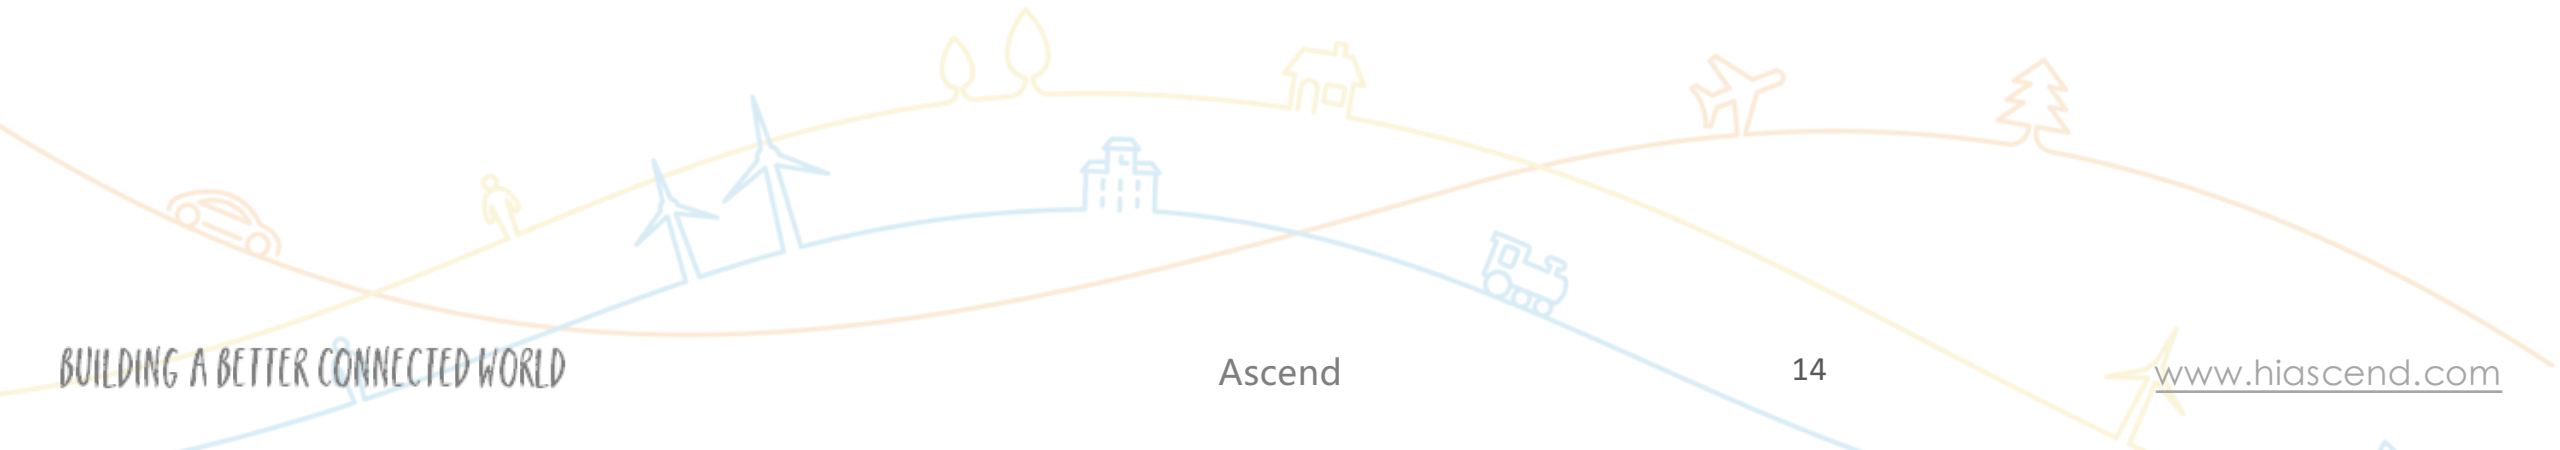 BUILDING A BETTER CONNECTED WORLD
Ascend
14
www.hiascend.com